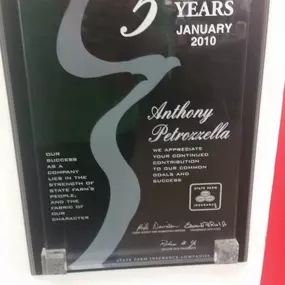 5 YEARS
JANUARY
2010
Anthony
Petrozzella
WE APPRECIATE
YOUR CONTINUED
CONTRIBUTION
TO OUR COMMON
GOALS AND
SUCCESS
OUR
SUCCESS
AS A
COMPANY
LIES IN THE
STRENGTH OF
STATE FARM'S
PEOPLE;
AND THE
FABRIC OF
OUR
CHARACTER
STATE FARM
INSURANCE
STATE FARM INSURANCE COMPANIES